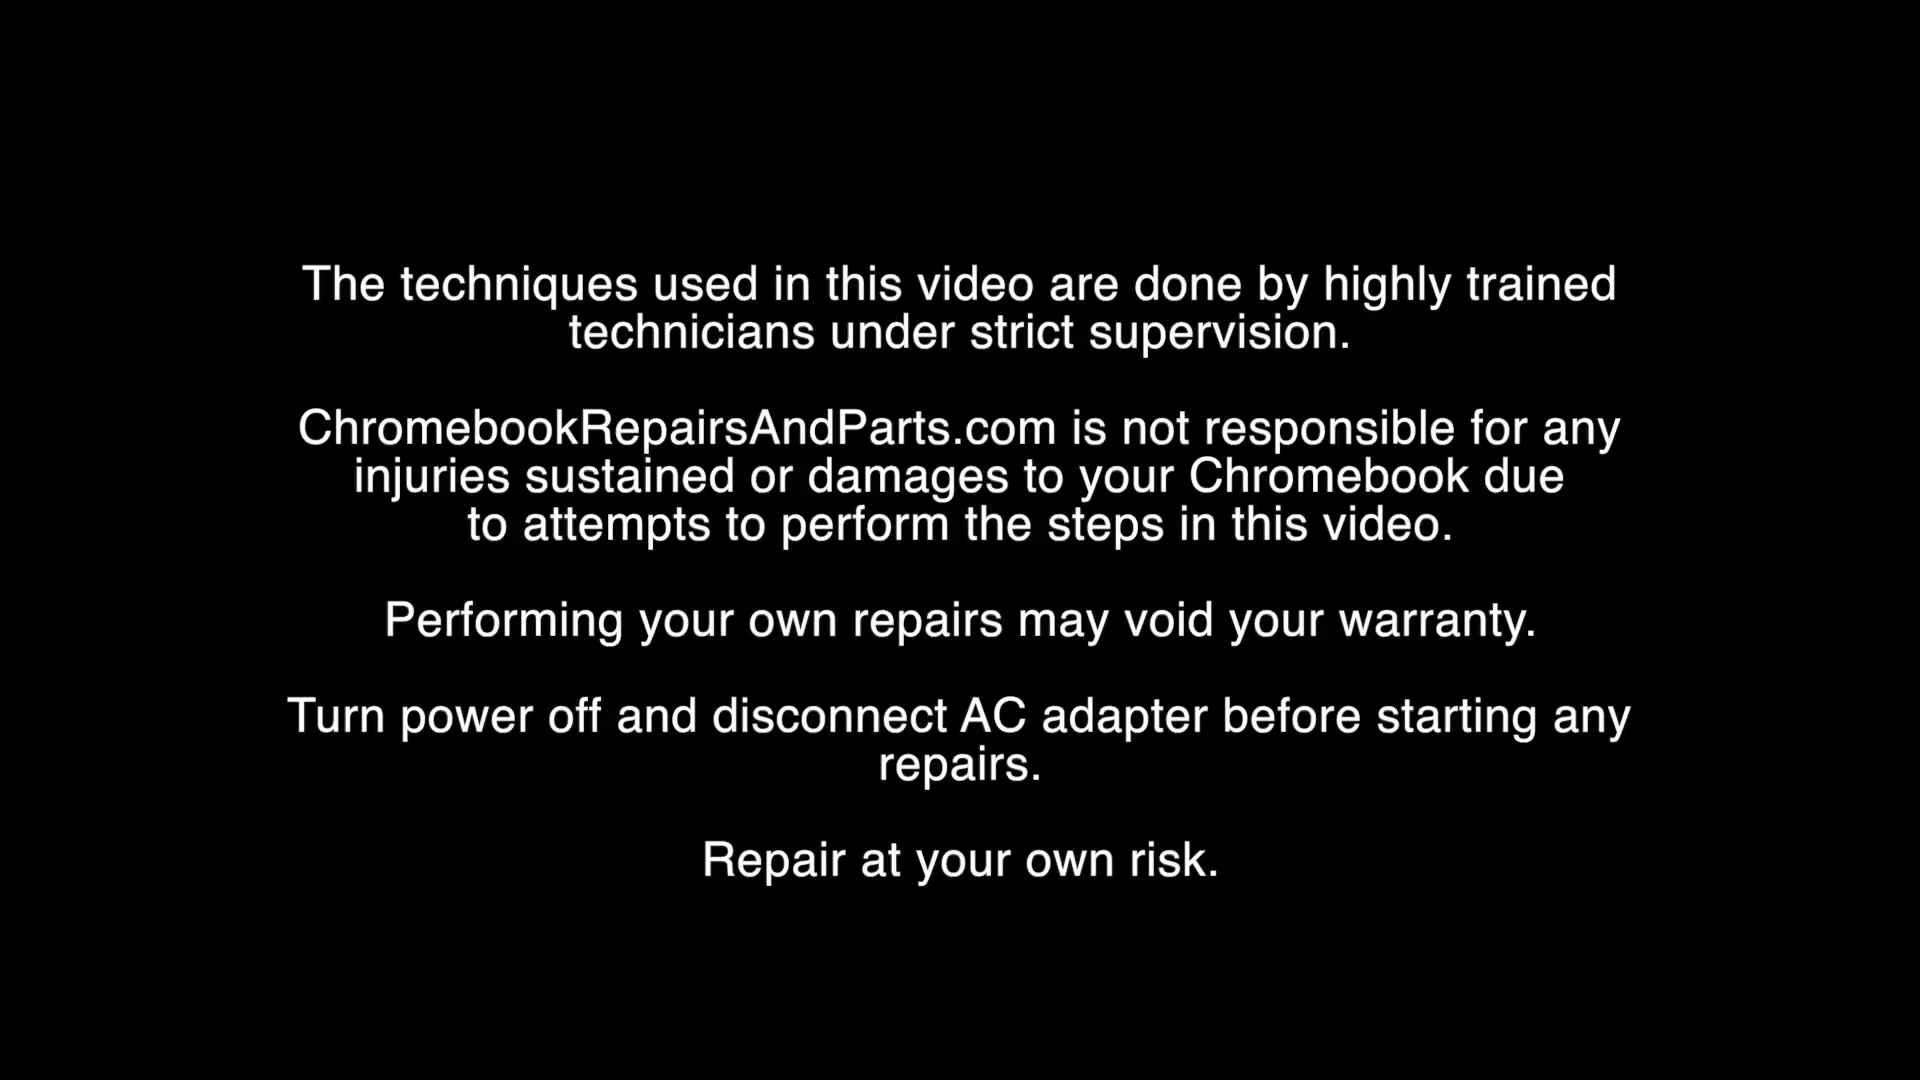 The techniques used in this video are done by highly trained
technicians under strict supervision.
ChromebookRepairsAndParts.com is not responsible for any
injuries sustained or damages to your Chromebook due
to attempts to perform the steps in this video.
Performing your own repairs may void your warranty.
Turn power off and disconnect AC adapter before starting any
repairs.
Repair at your own risk.